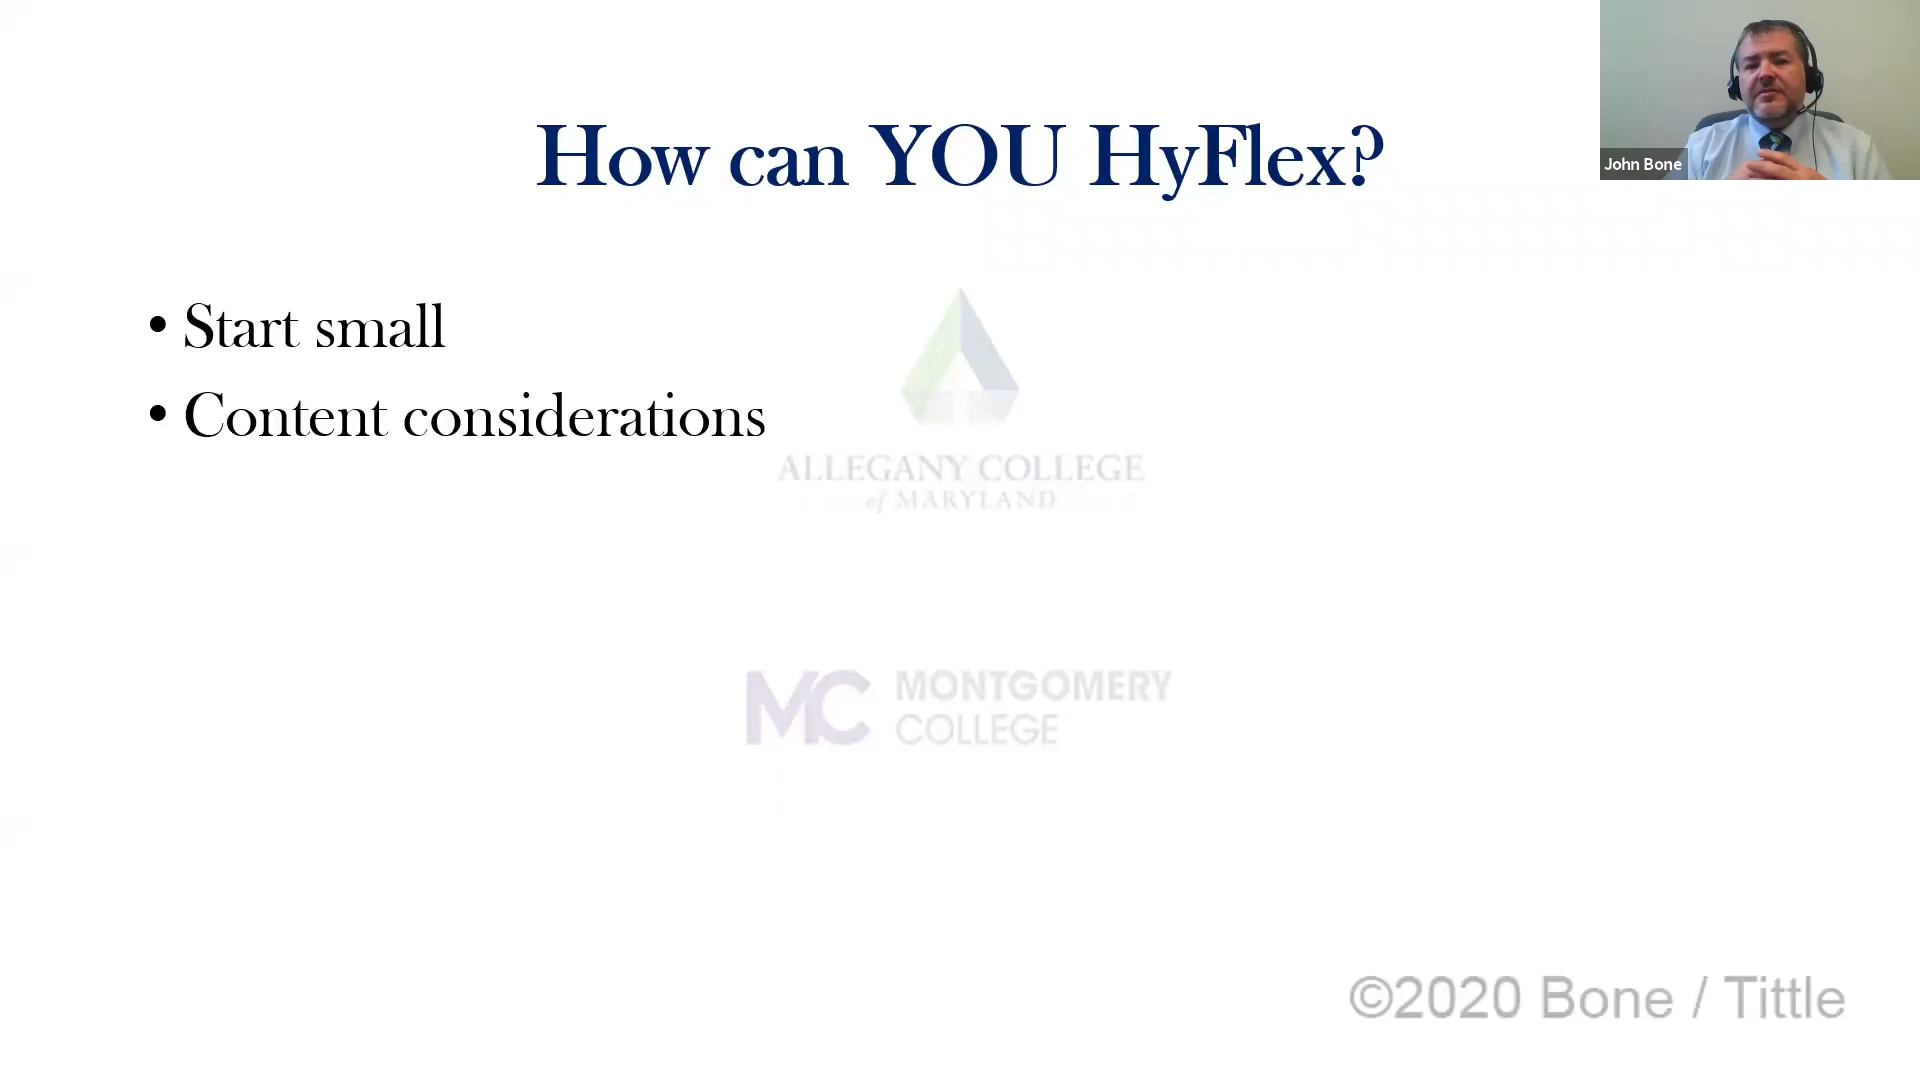 How can YOU HyFlex?
John Bone
• Start small
• Content considerations
ALLEGANY COLLEGE
of MARYLAND
MC MONTGOMERY
COLLEGE
©2020 Bone / Tittle